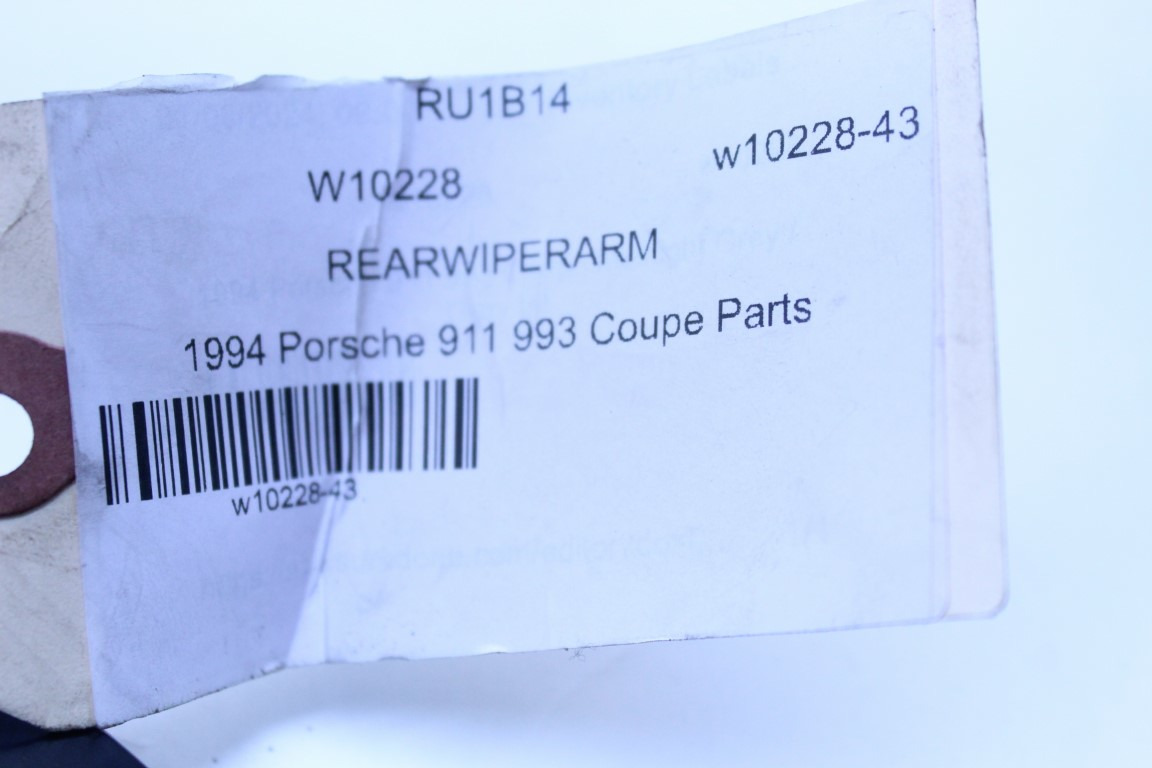 RU1B14
w10228-43
W10228
REARWIPERARM
1994 Porsche 911 993 Coupe Parts
w10228-43